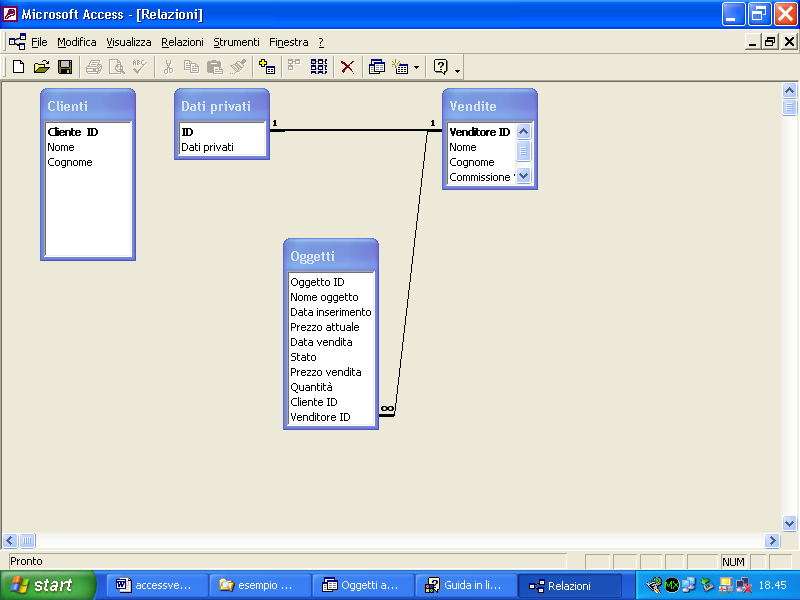 Microsoft Access - [Relazioni]
File Modifica Visualizza Relazioni Strumenti Finestra ?
Clienti
Cliente ID
Nome
Cognome
Dati privati
ID
Dati privati
1 1
Vendite
Venditore ID
Nome
Cognome
Commissione
Oggetti
Oggetto ID
Nome oggetto
Data inserimento
Prezzo attuale
Data vendita
Stato
Prezzo vendita
Quantità
Cliente ID
Venditore ID
∞
Pronto
NUM
start accessve... esempio ... Oggetti a... Guida in li... Relazioni 18.45